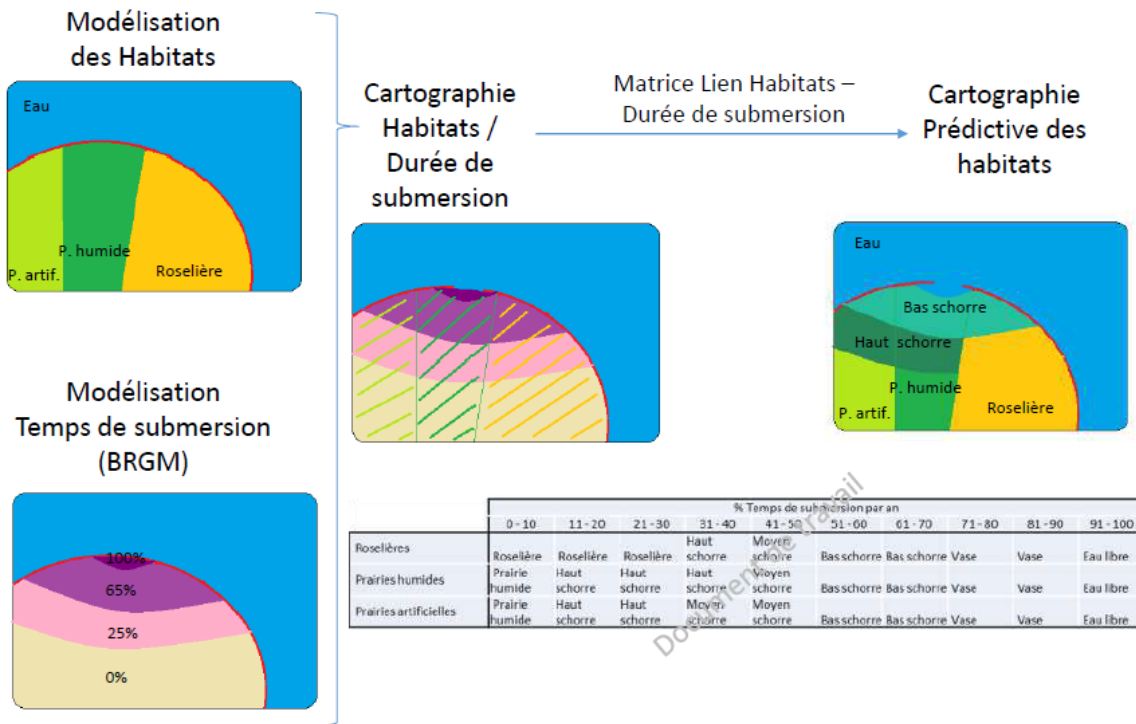 Modélisation
des Habitats
Eau
P. humide
P. artif.
Roselière
Modélisation
Temps de submersion
(BRGM)
100%
65%
25%
0%
Cartographie
Habitats /
Durée de
submersion
Matrice Lien Habitats –
Durée de submersion
Cartographie
Prédictive des
habitats
Eau
Bas schorre
Haut schorre
P. humide
P. artif.
Roselière
% Temps de submersion par an
0 - 10 11 - 20 21 - 30 31 - 40 41 - 50 51 - 60 61 - 70 71 - 80 81 - 90 91 - 100
Roselières Roselière Roselière Roselière Haut schorre Moyen schorre Bas schorre Bas schorre Vase Vase Eau libre
Prairies humides Prairie humide Haut schorre Haut schorre Haut schorre Moyen schorre Bas schorre Bas schorre Vase Vase Eau libre
Prairies artificielles Prairie humide Haut schorre Haut schorre Moyen schorre Moyen schorre Bas schorre Bas schorre Vase Vase Eau libre
Document de travail